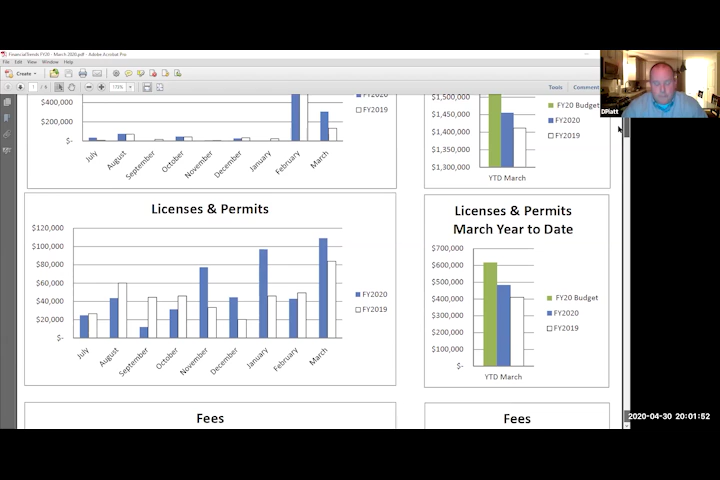 FinancialTrends FY20 - March 2020.pdf - Adobe Acrobat Pro
File Edit View Window Help
Create
1 / 6
173%
Tools
Comment
DPlatt
FY2020
FY2019
$400,000
$200,000
$-
July
August
September
October
November
December
January
February
March
$1,500,000
$1,450,000
$1,400,000
$1,350,000
$1,300,000
YTD March
FY20 Budget
FY2020
FY2019
Licenses & Permits
$120,000
$100,000
$80,000
$60,000
$40,000
$20,000
$-
July
August
September
October
November
December
January
February
March
FY2020
FY2019
Licenses & Permits
March Year to Date
$700,000
$600,000
$500,000
$400,000
$300,000
$200,000
$100,000
$-
YTD March
FY20 Budget
FY2020
FY2019
Fees
Fees
2020-04-30 20:01:52